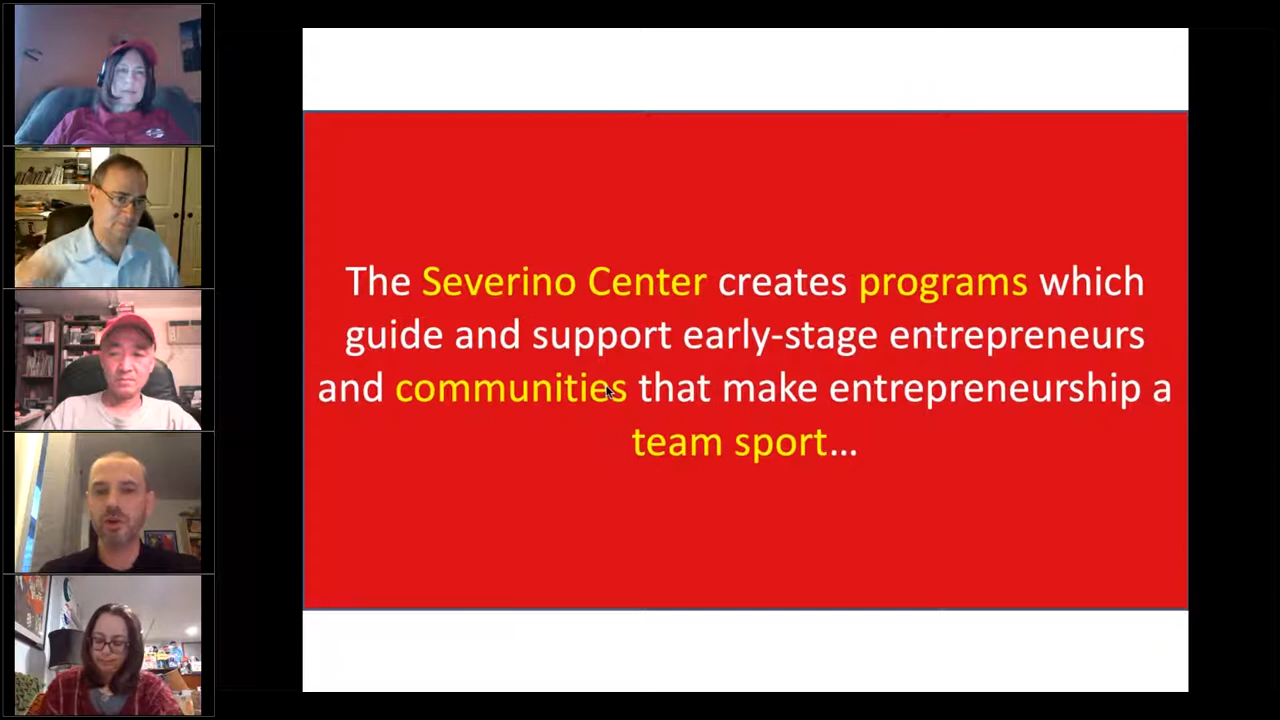 The Severino Center creates programs which
guide and support early-stage entrepreneurs
and communities that make entrepreneurship a
team sport...